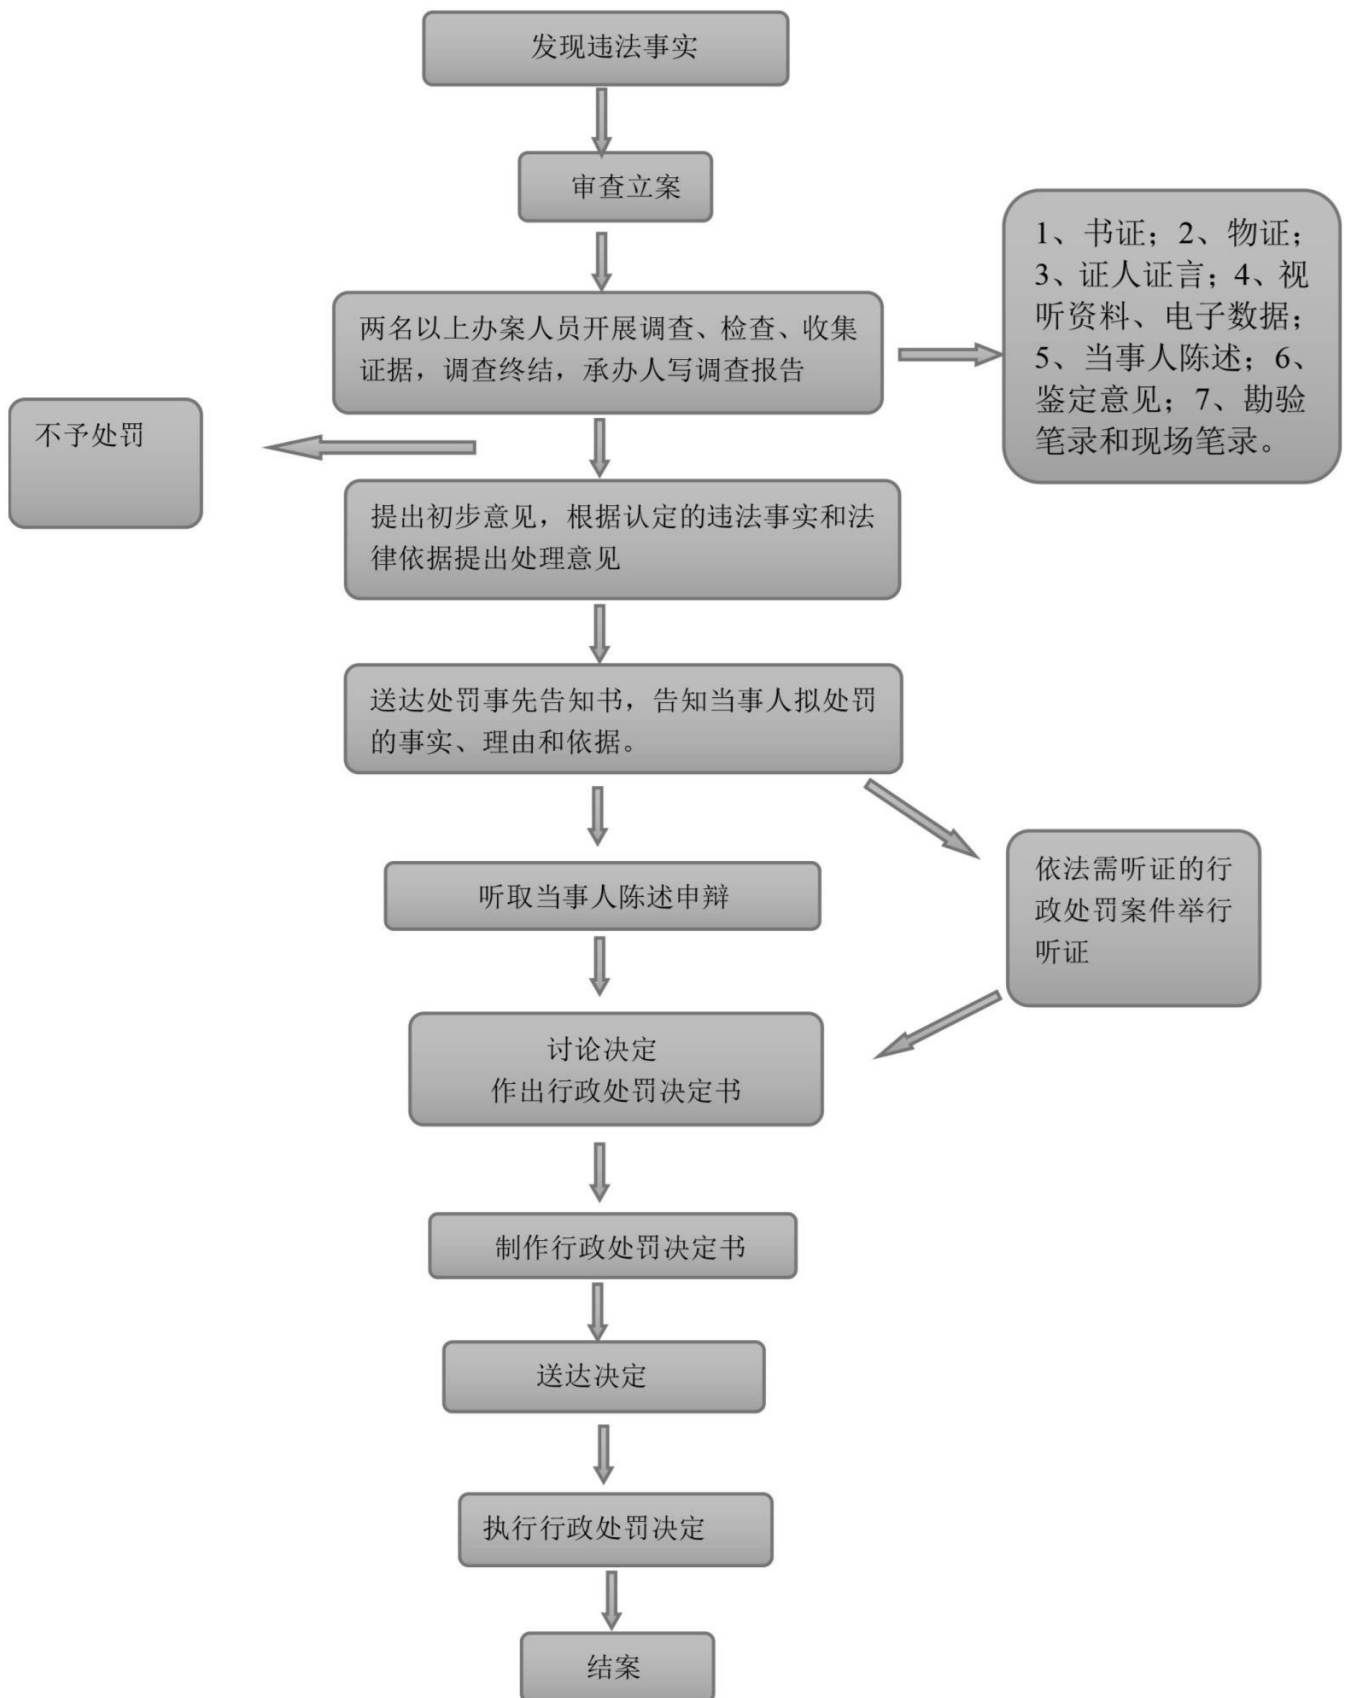 发现违法事实
审查立案
两名以上办案人员开展调查、检查、收集
证据，调查终结，承办人写调查报告
1、书证；2、物证；
3、证人证言；4、视
听资料、电子数据；
5、当事人陈述；6、
鉴定意见；7、勘验
笔录和现场笔录。
不予处罚
提出初步意见，根据认定的违法事实和法
律依据提出处理意见
送达处罚事先告知书，告知当事人拟处罚
的事实、理由和依据。
听取当事人陈述申辩
依法需听证的行
政处罚案件举行
听证
讨论决定
作出行政处罚决定书
制作行政处罚决定书
送达决定
执行行政处罚决定
结案